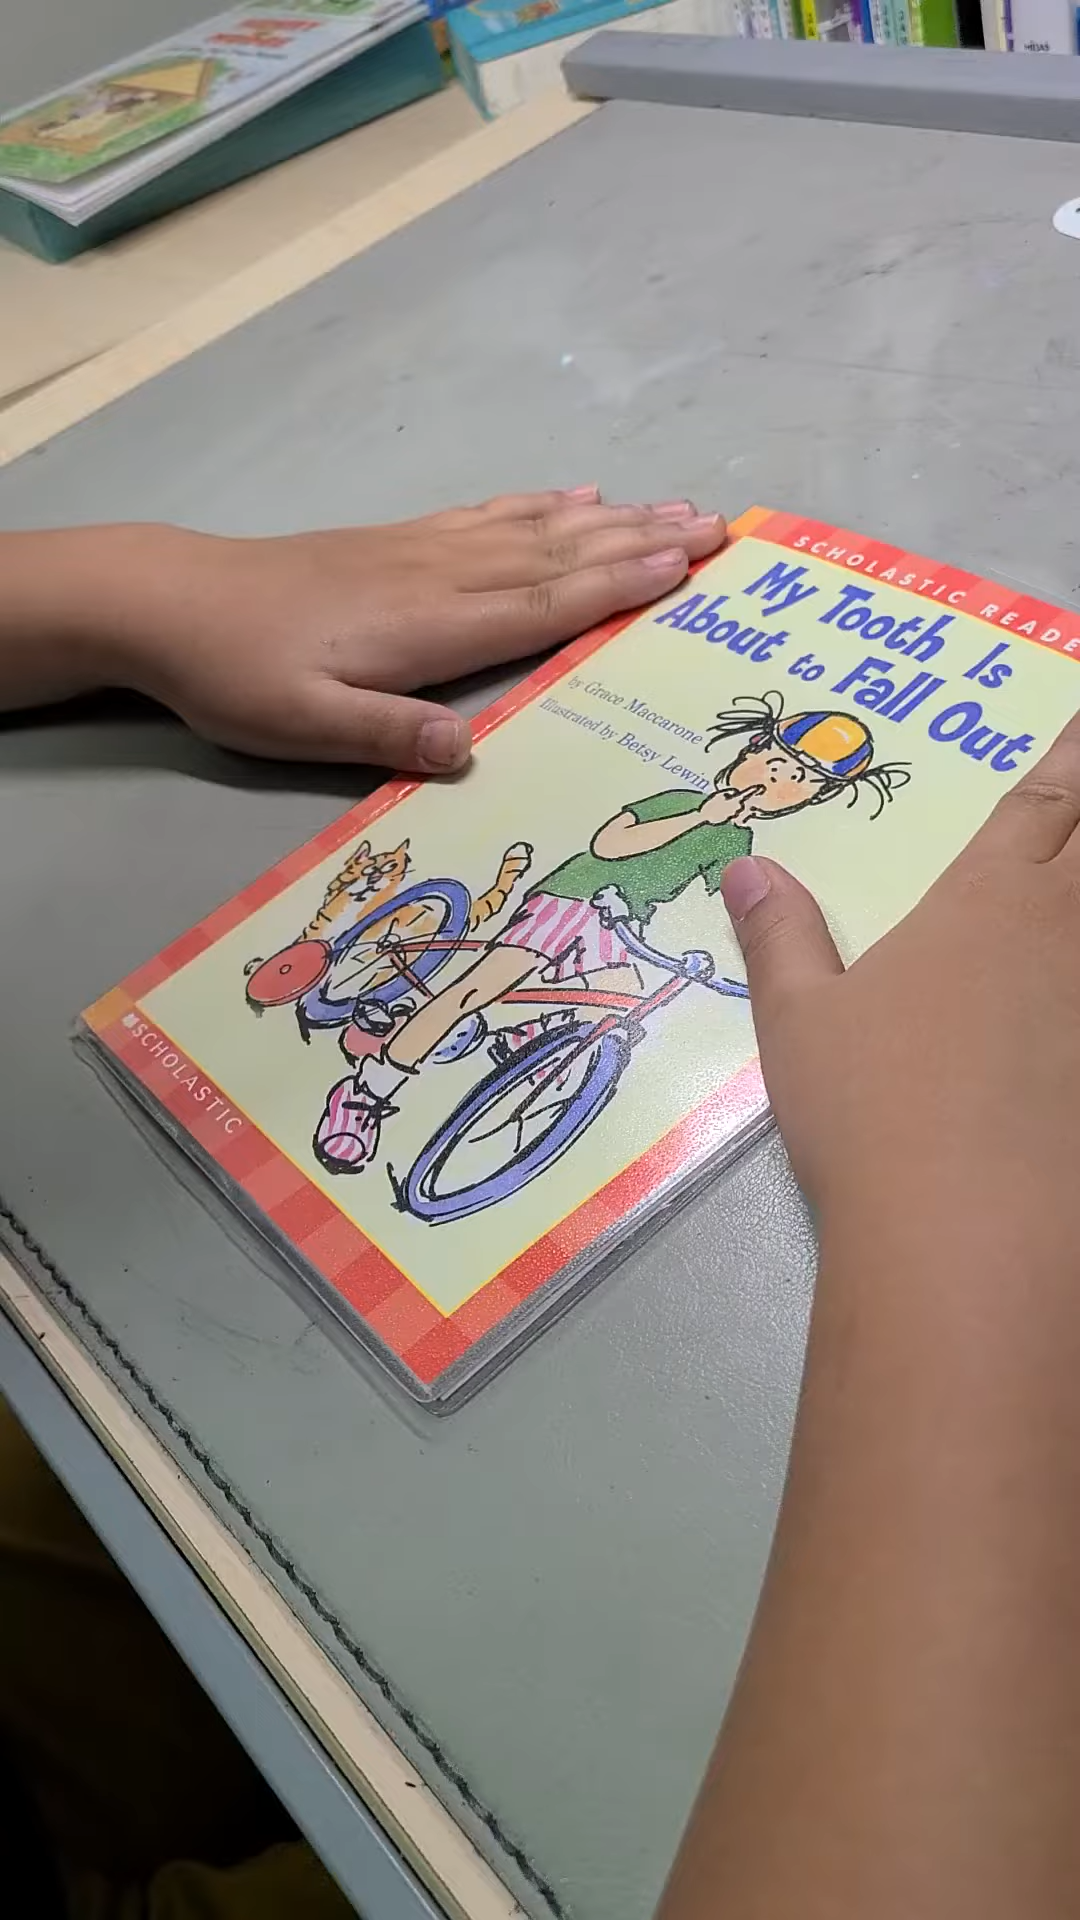 SCHOLASTIC READE
My Tooth Is
About to Fall Out
by Grace Maccarone
Illustrated by Betsy Lewin
SCHOLASTIC